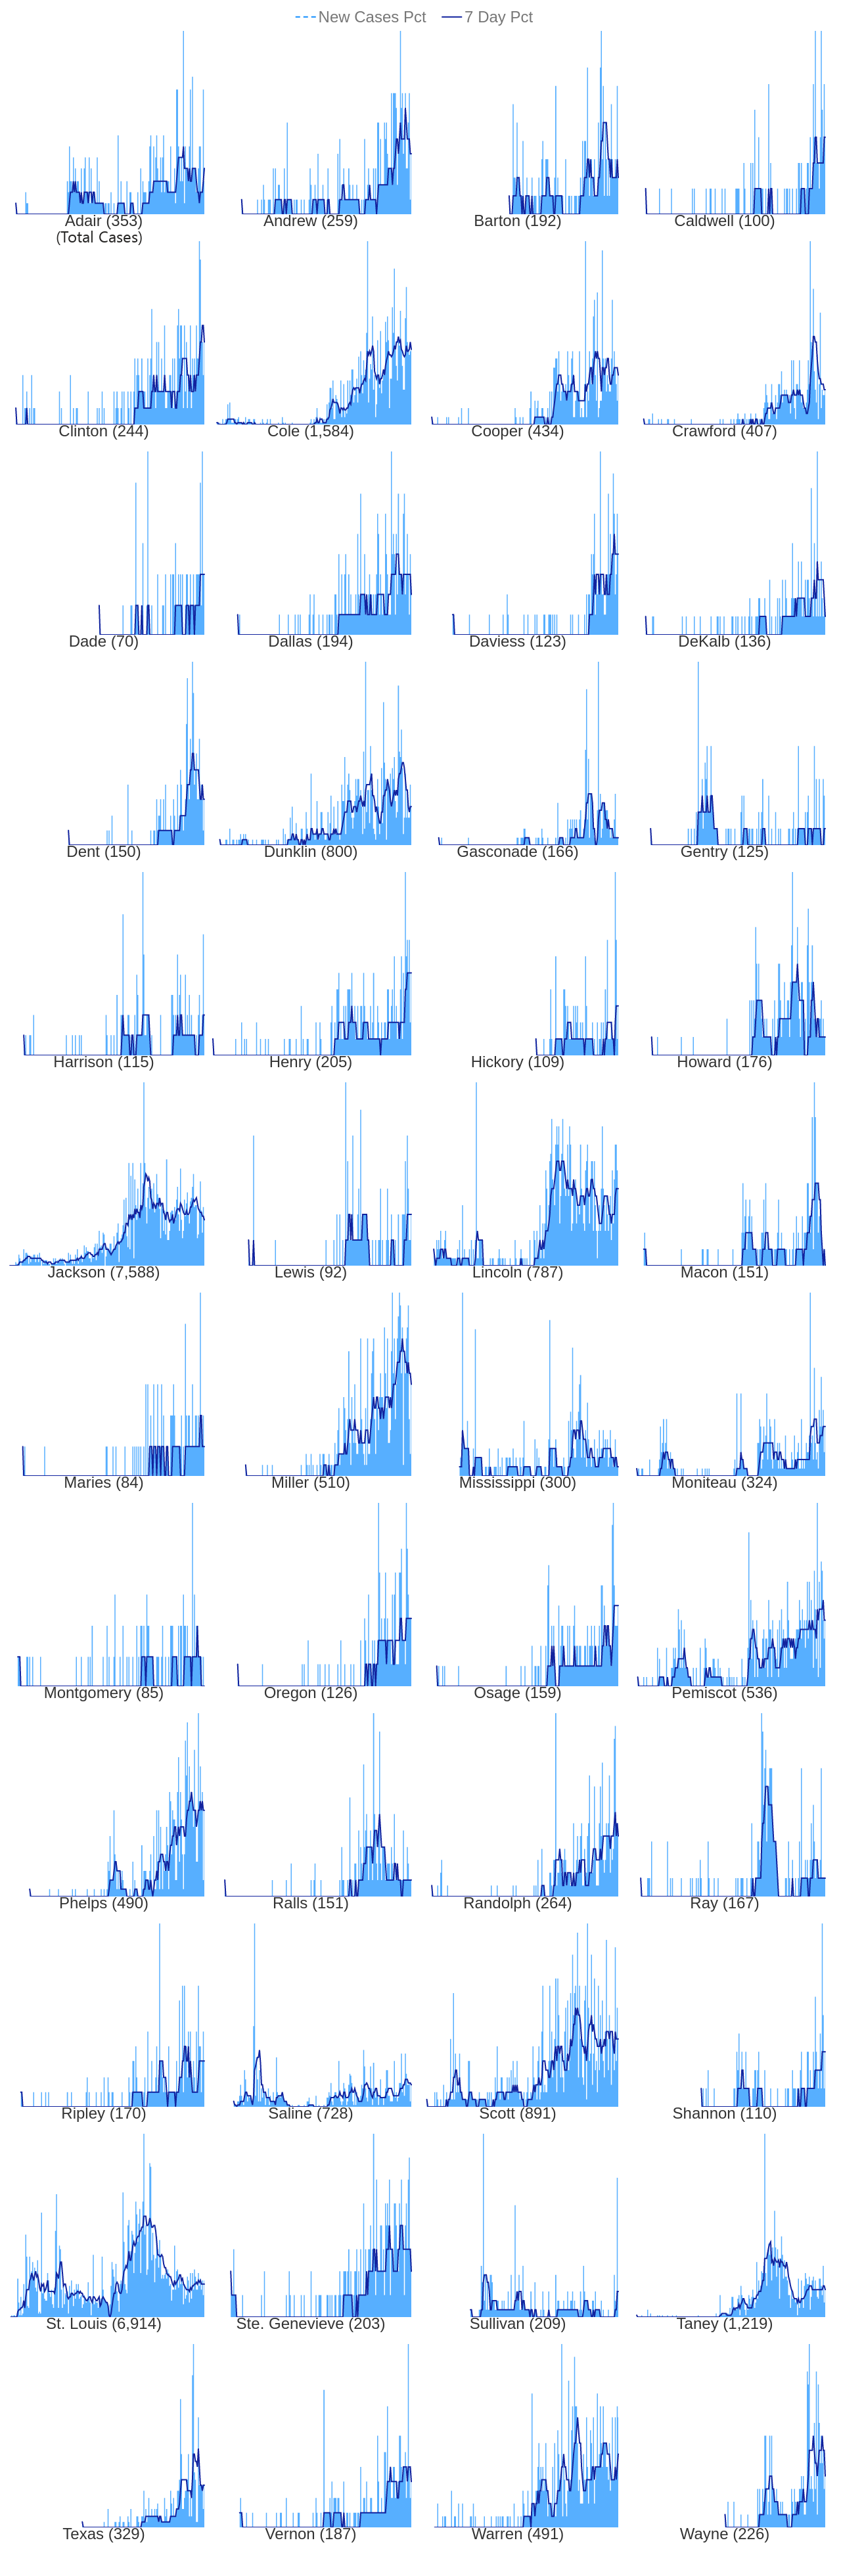 New Cases Pct 7 Day Pct
Adair (353) Andrew (259) Barton (192) Caldwell (100)
(Total Cases)
Clinton (244) Cole (1,584) Cooper (434) Crawford (407)
Dade (70) Dallas (194) Daviess (123) DeKalb (136)
Dent (150) Dunklin (800) Gasconade (166) Gentry (125)
Harrison (115) Henry (205) Hickory (109) Howard (176)
Jackson (7,588) Lewis (92) Lincoln (787) Macon (151)
Maries (84) Miller (510) Mississippi (300) Moniteau (324)
Montgomery (85) Oregon (126) Osage (159) Pemiscot (536)
Phelps (490) Ralls (151) Randolph (264) Ray (167)
Ripley (170) Saline (728) Scott (891) Shannon (110)
St. Louis (6,914) Ste. Genevieve (203) Sullivan (209) Taney (1,219)
Texas (329) Vernon (187) Warren (491) Wayne (226)